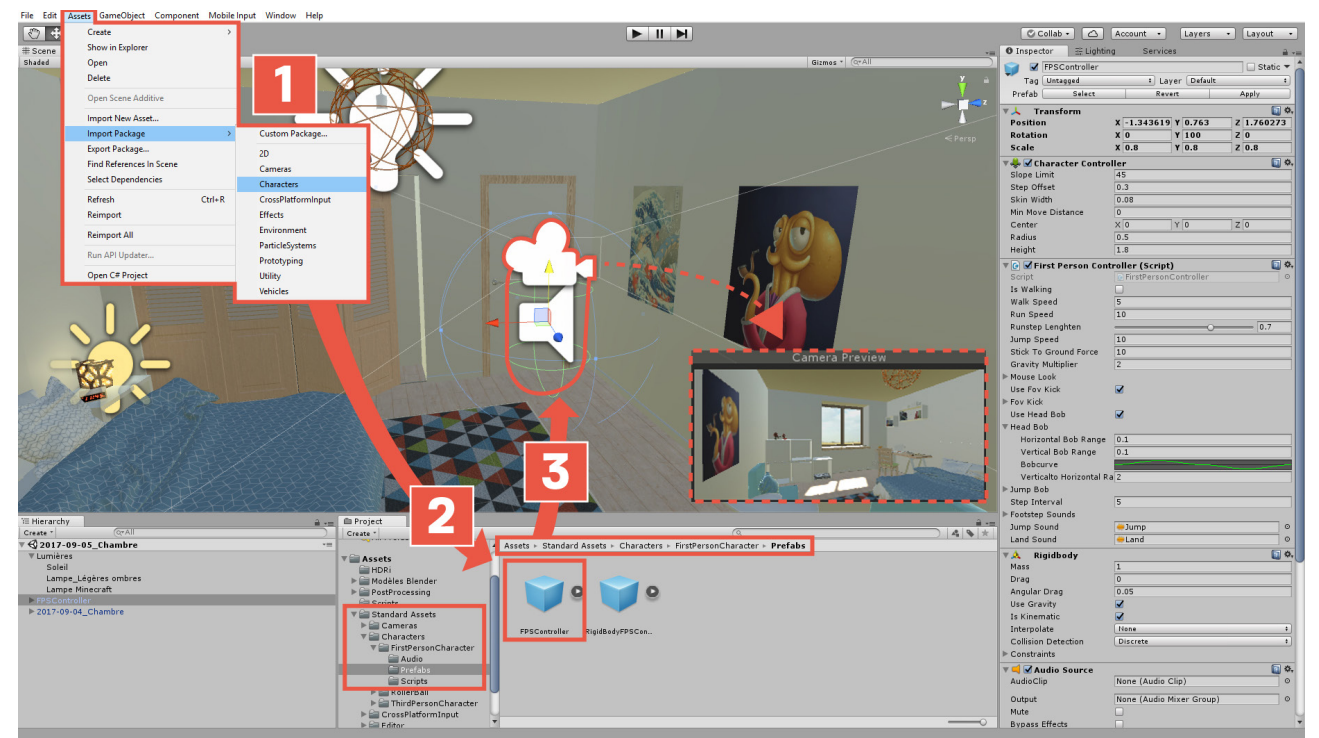 File Edit Assets GameObject Component Mobile Input Window Help
Create
Show in Explorer
Open
Delete
Open Scene Additive
Import New Asset...
Import Package
Export Package...
Find References In Scene
Select Dependencies
Refresh Ctrl+R
Reimport
Reimport All
Run API Updater...
Open C# Project
Custom Package...
2D
Cameras
Characters
CrossPlatformInput
Effects
Environment
ParticleSystems
Prototyping
Utility
Vehicles
1
2
3
Collab Account Layers Layout
Scene
Shaded
Gizmos All
y
z
Persp
Camera Preview
Hierarchy
Create All
2017-09-05_Chambre
Lumières
Soleil
Lampe_Légères ombres
Lampe Minecraft
FPSController
2017-09-04_Chambre
Project
Create
Assets
HDRi
Modèles Blender
PostProcessing
Scripts
Standard Assets
Cameras
Characters
FirstPersonCharacter
Audio
Prefabs
Scripts
RollerBall
ThirdPersonCharacter
CrossPlatformInput
Editor
Assets Standard Assets Characters FirstPersonCharacter Prefabs
FPSController RigidBodyFPSCon...
Inspector Lighting Services
FPSController Static
Tag Untagged Layer Default
Prefab Select Revert Apply
Transform
Position X -1.343619 Y 0.763 Z 1.760273
Rotation X 0 Y 100 Z 0
Scale X 0.8 Y 0.8 Z 0.8
Character Controller
Slope Limit 45
Step Offset 0.3
Skin Width 0.08
Min Move Distance 0
Center X 0 Y 0 Z 0
Radius 0.5
Height 1.8
First Person Controller (Script)
Script FirstPersonController
Is Walking
Walk Speed 5
Run Speed 10
Runstep Lenghten 0.7
Jump Speed 10
Stick To Ground Force 10
Gravity Multiplier 2
Mouse Look
Use Fov Kick
Fov Kick
Use Head Bob
Head Bob
Horizontal Bob Range 0.1
Vertical Bob Range 0.1
Bobcurve
Verticalto Horizontal Ra 2
Jump Bob
Step Interval 5
Footstep Sounds
Jump Sound Jump
Land Sound Land
Rigidbody
Mass 1
Drag 0
Angular Drag 0.05
Use Gravity
Is Kinematic
Interpolate None
Collision Detection Discrete
Constraints
Audio Source
AudioClip None (Audio Clip)
Output None (Audio Mixer Group)
Mute
Bypass Effects